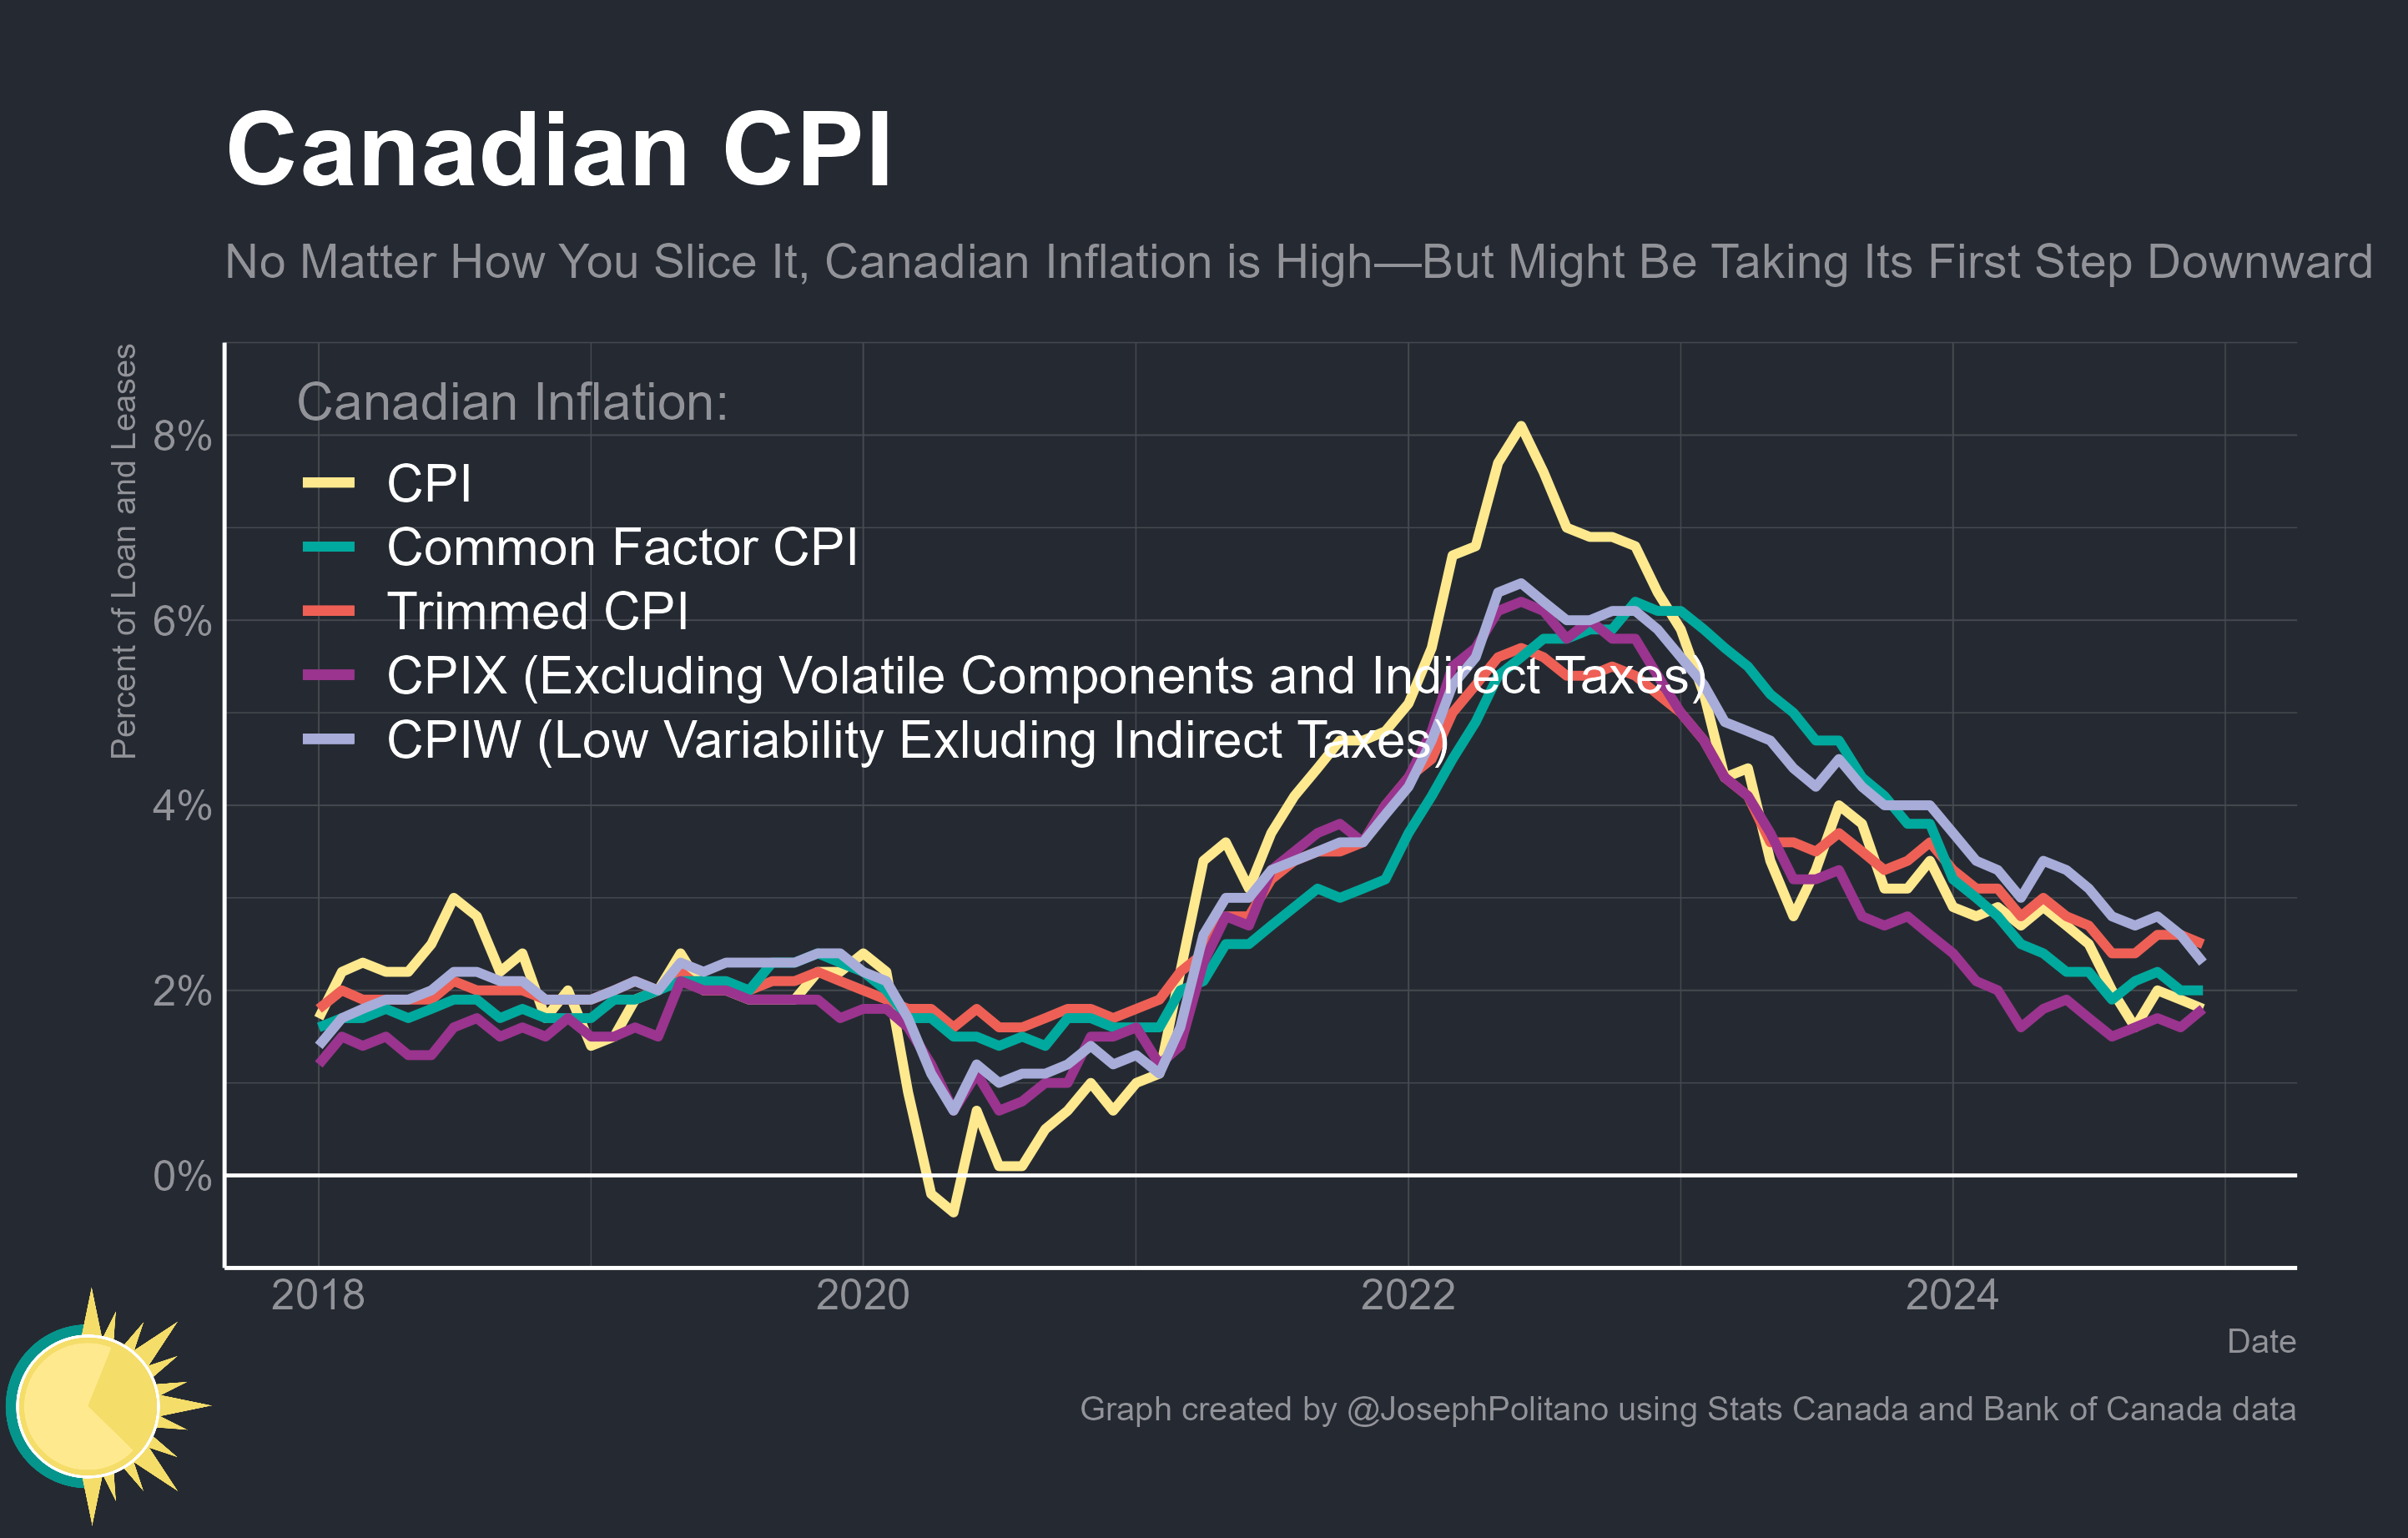 Canadian CPI
No Matter How You Slice It, Canadian Inflation is High—But Might Be Taking Its First Step Downward
Percent of Loan and Leases
Canadian Inflation:
CPI
Common Factor CPI
Trimmed CPI
CPIX (Excluding Volatile Components and Indirect Taxes)
CPIW (Low Variability Exluding Indirect Taxes)
8%
6%
4%
2%
0%
2018 2020 2022 2024
Date
Graph created by @JosephPolitano using Stats Canada and Bank of Canada data